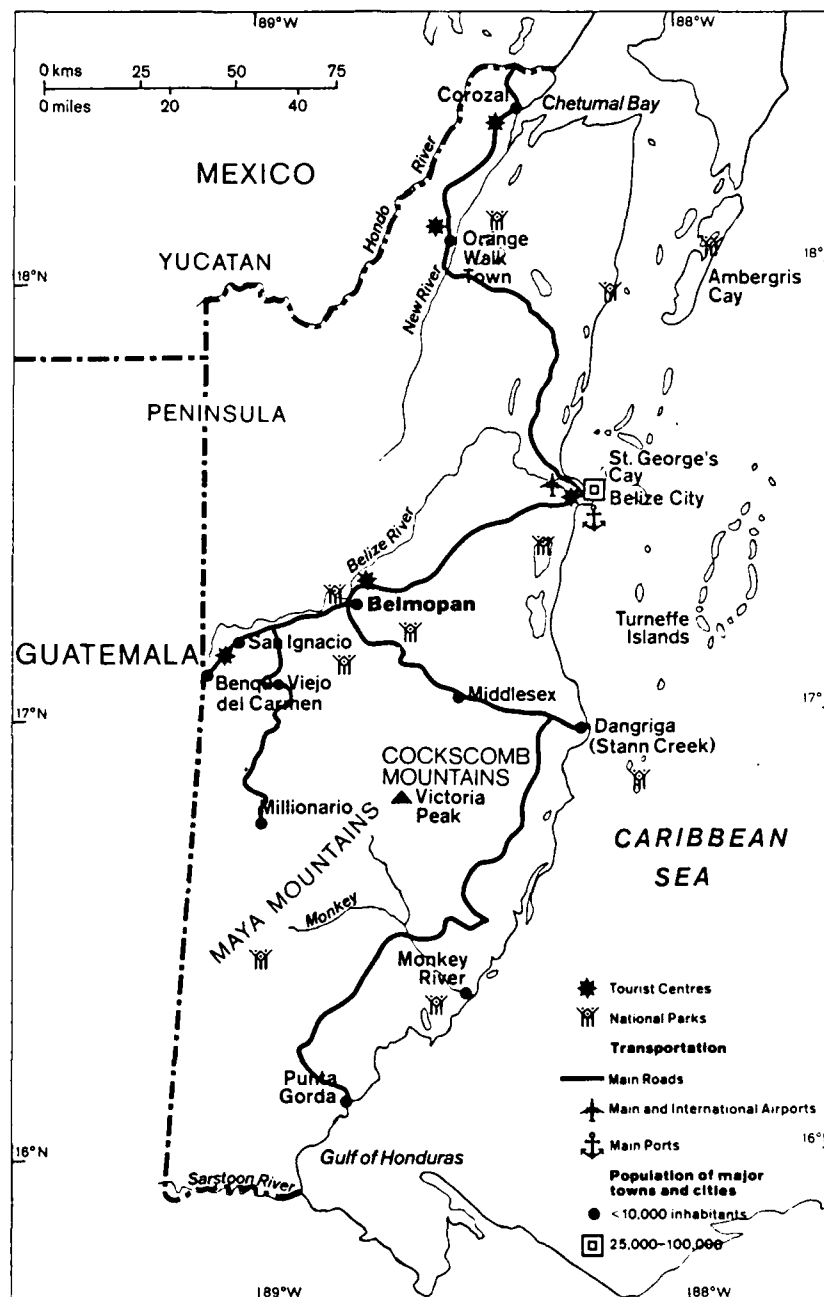 89°W
88°W
0 kms 25 50 75
0 miles 20 40
Corozal
Chetumal Bay
MEXICO
Hondo River
YUCATAN
18°N
Orange
Walk
Town
New River
Ambergris
Cay
18°
PENINSULA
St. George's
Cay
Belize City
Belize River
Belmopan
Turneffe
Islands
San Ignacio
GUATEMALA
Benque Viejo
del Carmen
Middlesex
17°N
17°
Dangriga
(Stann Creek)
COCKSCOMB
MOUNTAINS
Victoria
Peak
Millionario
CARIBBEAN
SEA
MAYA MOUNTAINS
Monkey
Monkey
River
Tourist Centres
National Parks
Transportation
Main Roads
Punta
Gorda
Main and International Airports
Main Ports
16°N
16°
Gulf of Honduras
Sarstoon River
Population of major
towns and cities
<10,000 inhabitants
25,000–100,000
189°W
88°W